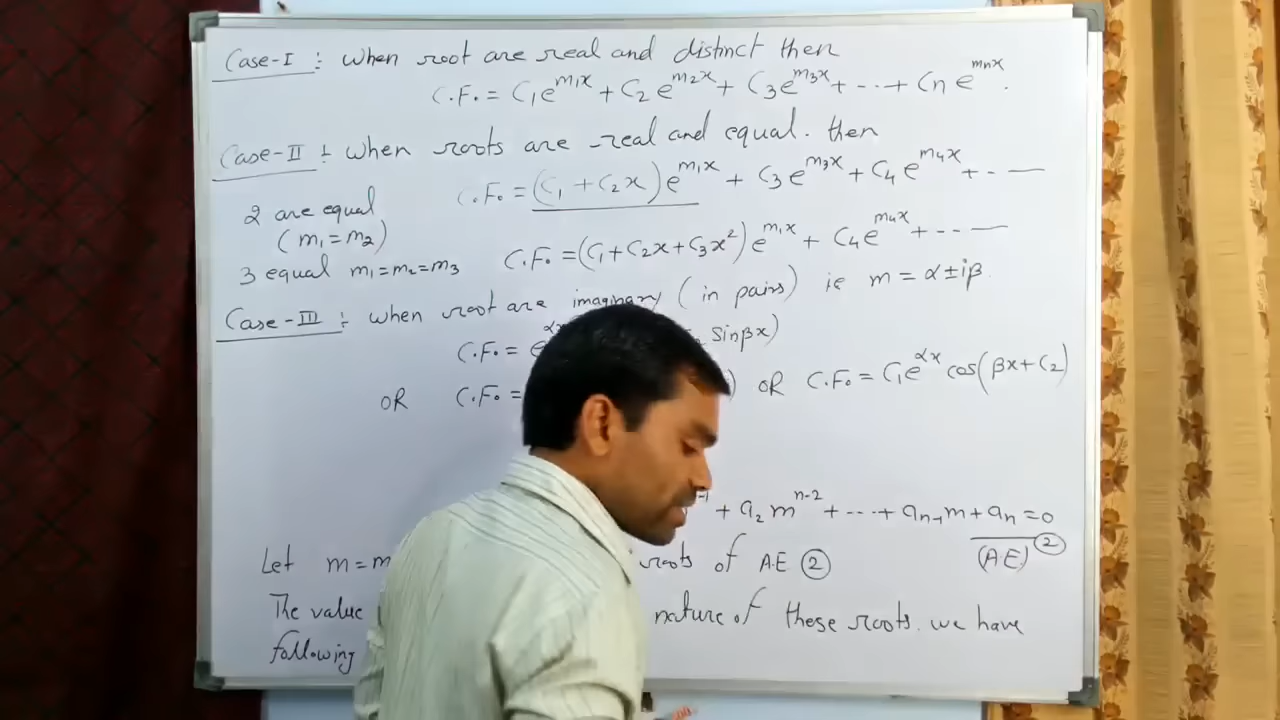 Case-I : When root are real and distinct then
C.F. = C₁e^{m₁x} + C₂e^{m₂x} + C₃e^{m₃x} + - - + Cn e^{mnx}.
Case-II : When roots are real and equal. then
2 are equal C.F. = (C₁ + C₂x)e^{m₁x} + C₃e^{m₃x} + C₄e^{m₄x} + - -
(m₁ = m₂)
3 equal m₁=m₂=m₃ C.F. = (C₁ + C₂x + C₃x²)e^{m₁x} + C₄e^{m₄x} + - - -
Case-III : When root are imaginary (in pairs) ie m = α ± iβ
C.F. = e^{αx} sinβx)
OR C.F. = ) OR C.F. = C₁e^{αx} cos(βx + C₂)
+ a₂m^{n-2} + - - - + aₙ₋₁m + aₙ = 0
(A.E) ②
Let m = m roots of A.E ②
The value nature of these roots. we have
following